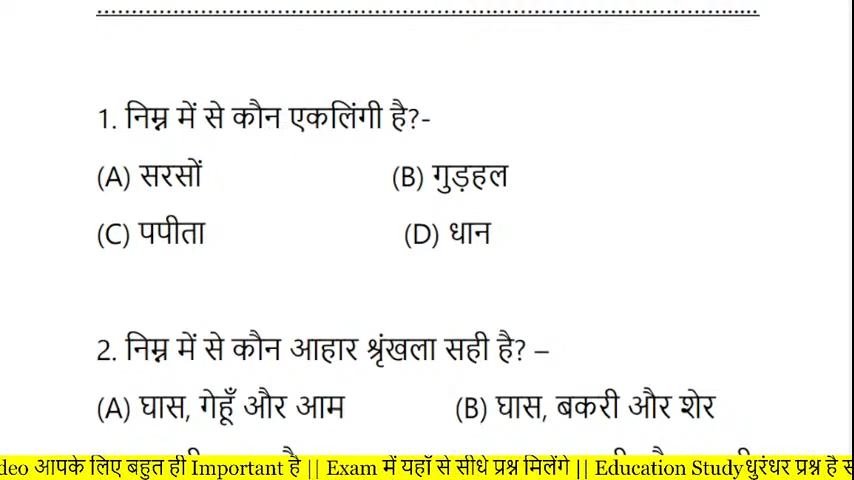 1. निम्न में से कौन एकलिंगी है?-
(A) सरसों (B) गुड़हल
(C) पपीता (D) धान
2. निम्न में से कौन आहार श्रृंखला सही है? –
(A) घास, गेहूँ और आम (B) घास, बकरी और शेर
deo आपके लिए बहुत ही Important है || Exam में यहाँ से सीधे प्रश्न मिलेंगे || Education Study धुरंधर प्रश्न है